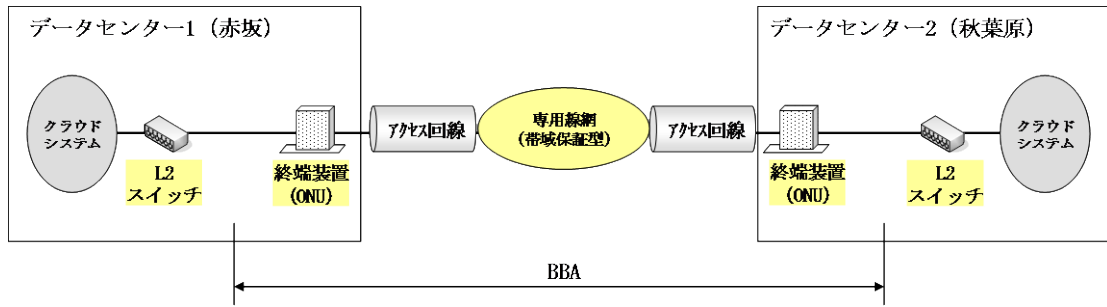 データセンター1（赤坂）
データセンター2（秋葉原）
クラウド
システム
L2
スイッチ
終端装置
(ONU)
アクセス回線
専用線網
(帯域保証型)
アクセス回線
終端装置
(ONU)
L2
スイッチ
クラウド
システム
BBA